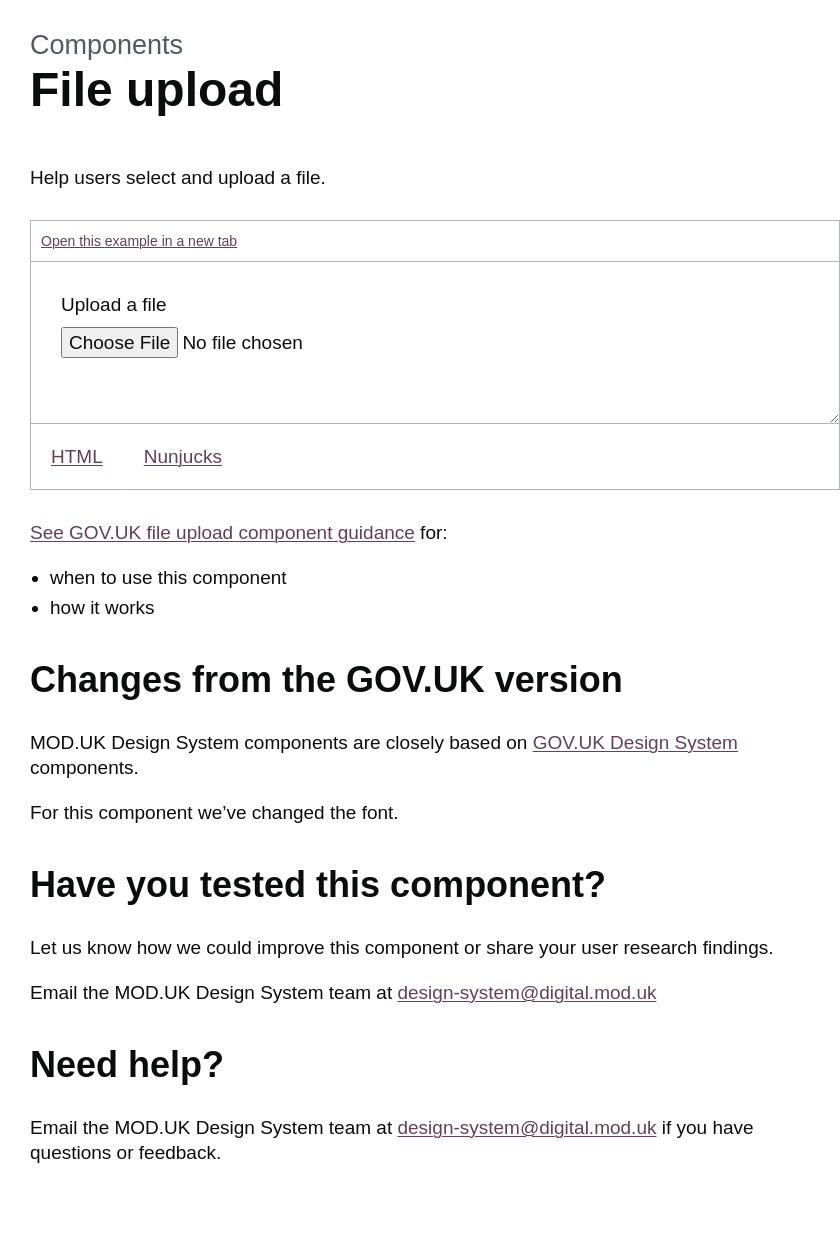 Components
File upload
Help users select and upload a file.
Open this example in a new tab
Upload a file
Choose File No file chosen
HTML Nunjucks
See GOV.UK file upload component guidance for:
• when to use this component
• how it works
Changes from the GOV.UK version
MOD.UK Design System components are closely based on GOV.UK Design System
components.
For this component we’ve changed the font.
Have you tested this component?
Let us know how we could improve this component or share your user research findings.
Email the MOD.UK Design System team at design-system@digital.mod.uk
Need help?
Email the MOD.UK Design System team at design-system@digital.mod.uk if you have
questions or feedback.